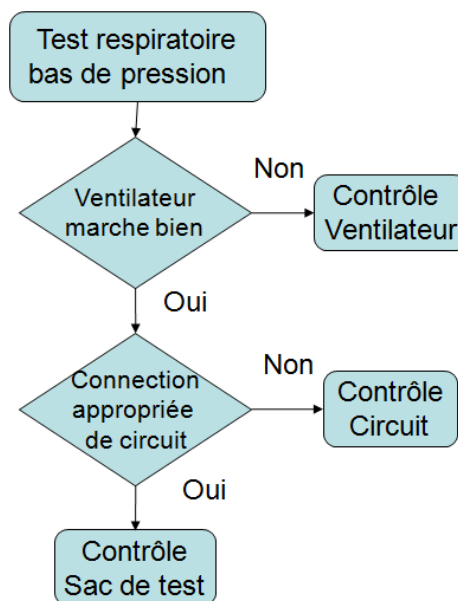 Test respiratoire
bas de pression
Ventilateur
marche bien
Non
Contrôle
Ventilateur
Oui
Connection
appropriée
de circuit
Non
Contrôle
Circuit
Oui
Contrôle
Sac de test